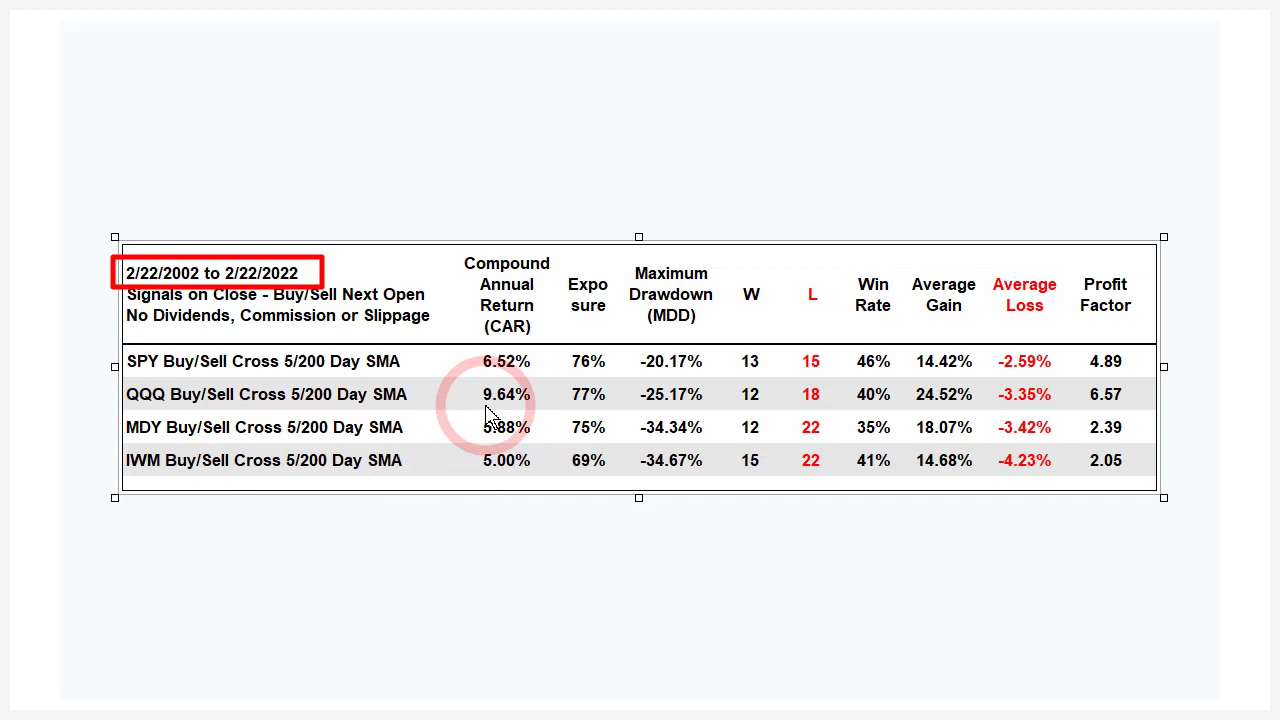 2/22/2002 to 2/22/2022
Signals on Close - Buy/Sell Next Open
No Dividends, Commission or Slippage
Compound
Annual
Return
(CAR)
Expo
sure
Maximum
Drawdown
(MDD)
W
L
Win
Rate
Average
Gain
Average
Loss
Profit
Factor
SPY Buy/Sell Cross 5/200 Day SMA 6.52% 76% -20.17% 13 15 46% 14.42% -2.59% 4.89
QQQ Buy/Sell Cross 5/200 Day SMA 9.64% 77% -25.17% 12 18 40% 24.52% -3.35% 6.57
MDY Buy/Sell Cross 5/200 Day SMA 5.88% 75% -34.34% 12 22 35% 18.07% -3.42% 2.39
IWM Buy/Sell Cross 5/200 Day SMA 5.00% 69% -34.67% 15 22 41% 14.68% -4.23% 2.05